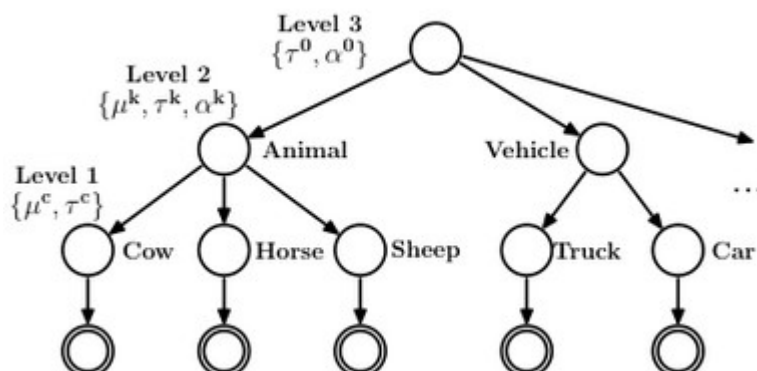 Level 3
{τ⁰, α⁰}
Level 2
{μᵏ, τᵏ, αᵏ}
Animal
Vehicle
Level 1
{μᶜ, τᶜ}
...
Cow
Horse
Sheep
Truck
Car